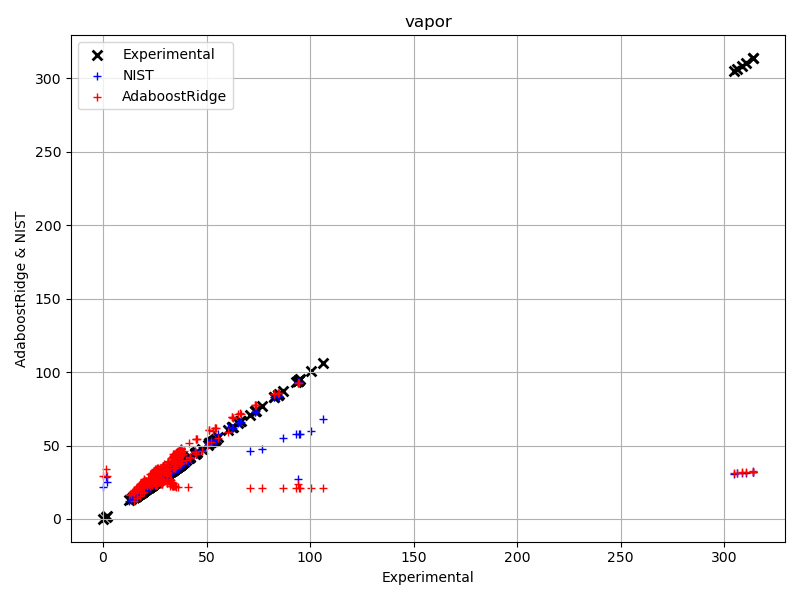 vapor
Experimental
NIST
AdaboostRidge
300
250
200
150
100
50
0
AdaboostRidge & NIST
0 50 100 150 200 250 300
Experimental